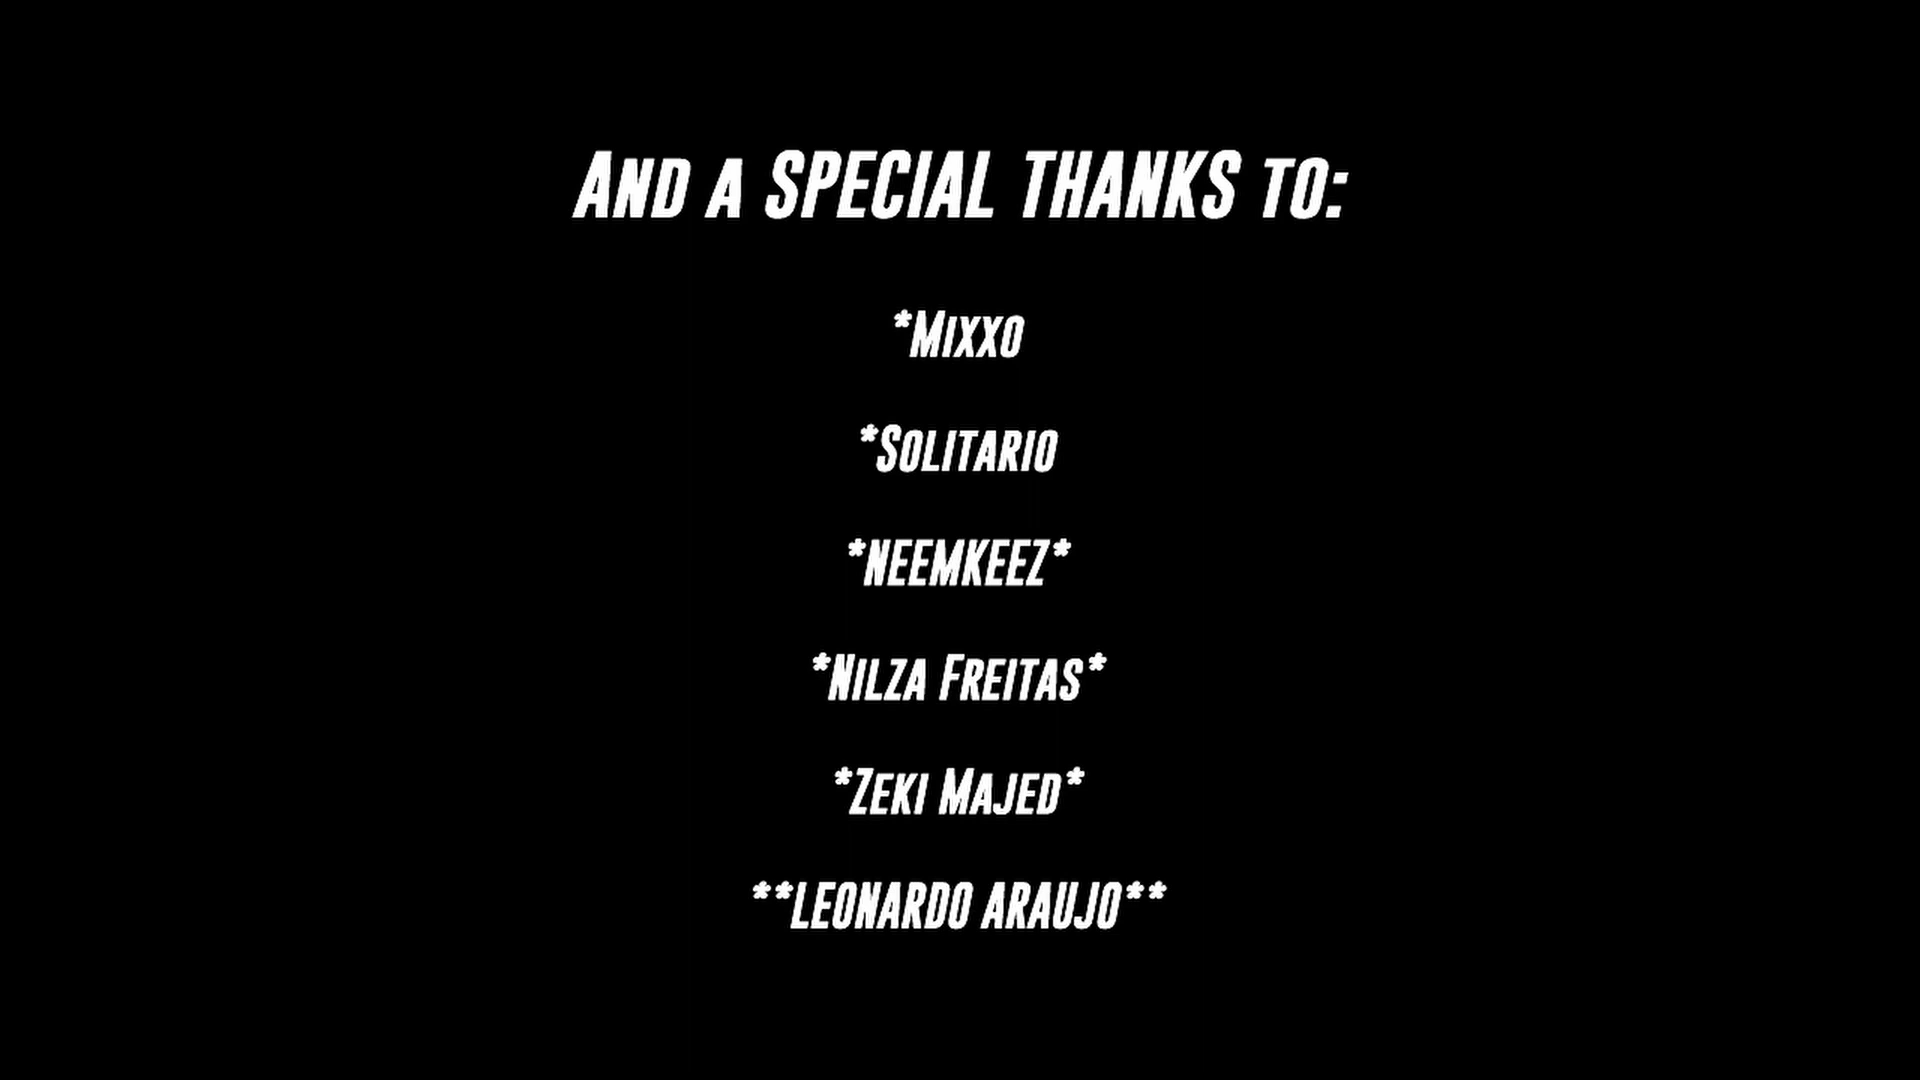 And a SPECIAL THANKS to:
*Mixxo
*Solitario
*NEEMKEEZ*
*Nilza Freitas*
*Zeki Majed*
**LEONARDO ARAUJO**